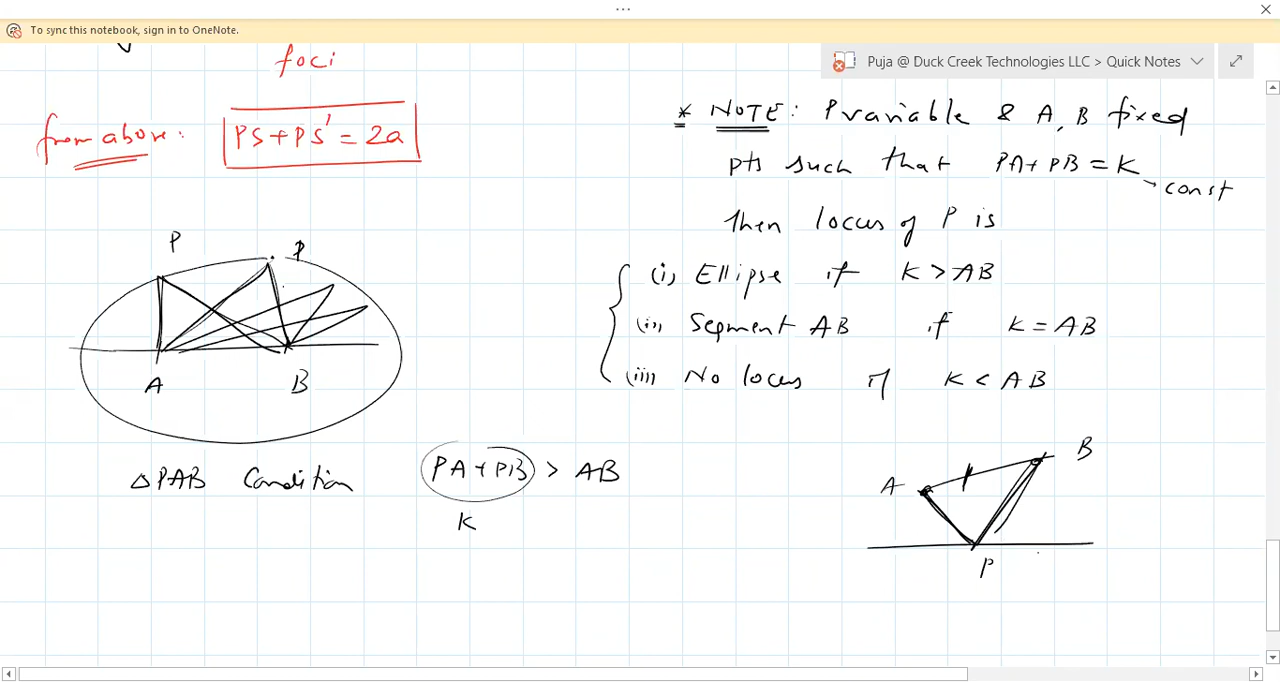 To sync this notebook, sign in to OneNote.
Puja @ Duck Creek Technologies LLC > Quick Notes
foci
from above: PS + PS' = 2a
P
P
A
B
ΔPAB Condition PA + PB > AB
K
* NOTE: P variable & A, B fixed
pts such that PA + PB = K
const
then locus of P is
(i) Ellipse if K > AB
(ii) Segment AB if K = AB
(iii) No locus if K < AB
B
A
P